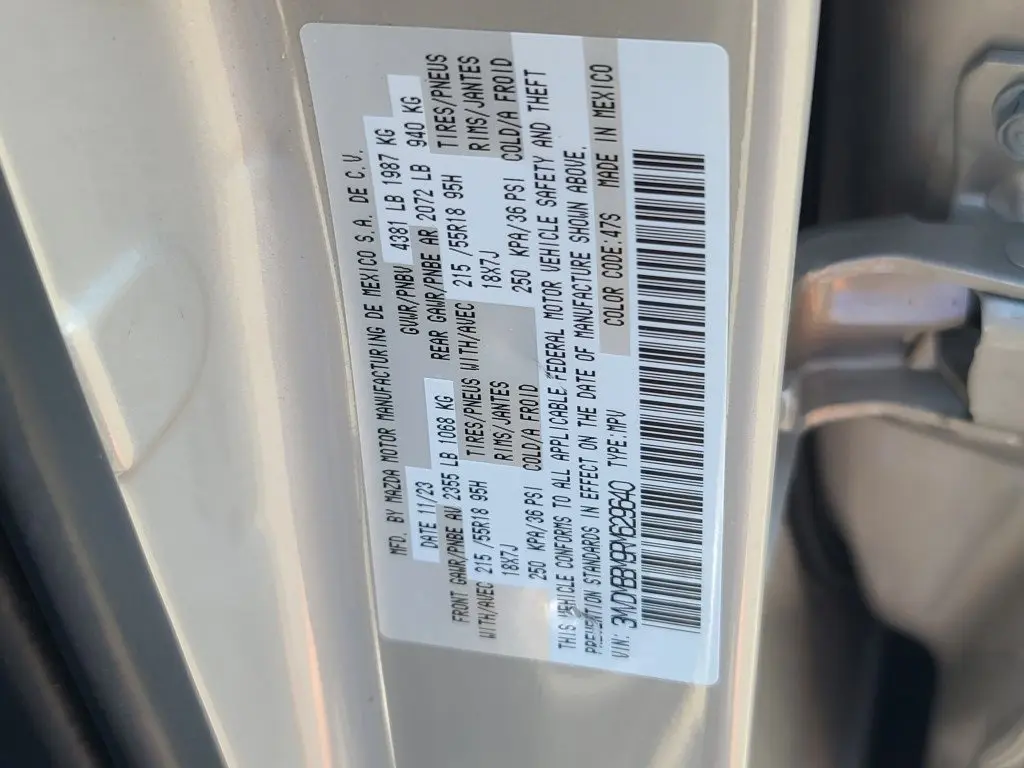 MFD. BY MAZDA MOTOR MANUFACTURING DE MEXICO S.A. DE C.V.
DATE 11/23 GVWR/PNBV 4381 LB 1987 KG
FRONT GAWR/PNBE AV 2355 LB 1068 KG REAR GAWR/PNBE AR 2072 LB 940 KG
WITH/AVEC 215 /55R18 95H TIRES/PNEUS WITH/AVEC 215 /55R18 95H TIRES/PNEUS
18X7J RIMS/JANTES 18X7J RIMS/JANTES
250 KPA/36 PSI COLD/A FROID 250 KPA/36 PSI COLD/A FROID
THIS VEHICLE CONFORMS TO ALL APPLICABLE FEDERAL MOTOR VEHICLE SAFETY AND THEFT
PREVENTION STANDARDS IN EFFECT ON THE DATE OF MANUFACTURE SHOWN ABOVE.
VIN: 3MVDMBBM9RM629640 TYPE:MPV COLOR CODE:47S MADE IN MEXICO